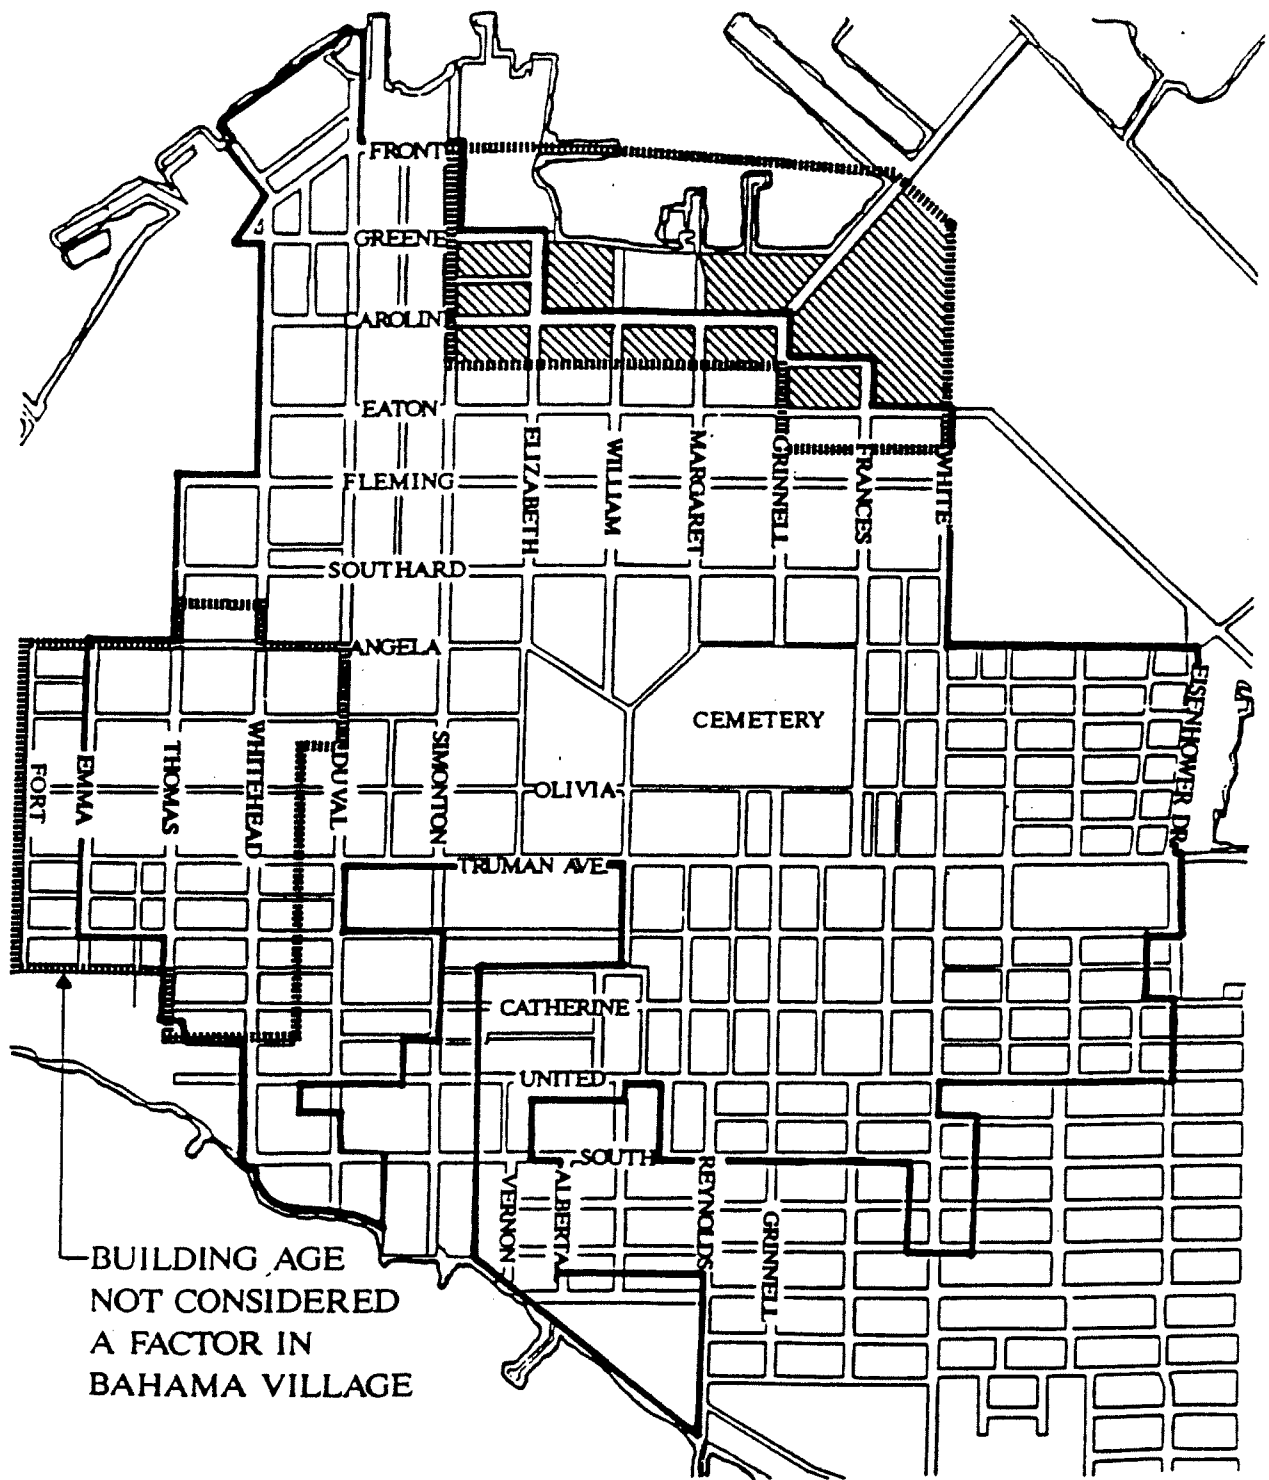 FRONT
GREENE
CAROLINE
EATON
ELIZABETH
WILLIAM
MARGARET
GRINNELL
FRANCES
WHITE
FLEMING
SOUTHARD
ANGELA
CEMETERY
EISENHOWER DR.
FORT
EMMA
THOMAS
WHITEHEAD
DUVAL
SIMONTON
OLIVIA
TRUMAN AVE.
CATHERINE
UNITED
SOUTH
VERNON
ALBERTA
REYNOLDS
GRINNELL
BUILDING AGE
NOT CONSIDERED
A FACTOR IN
BAHAMA VILLAGE